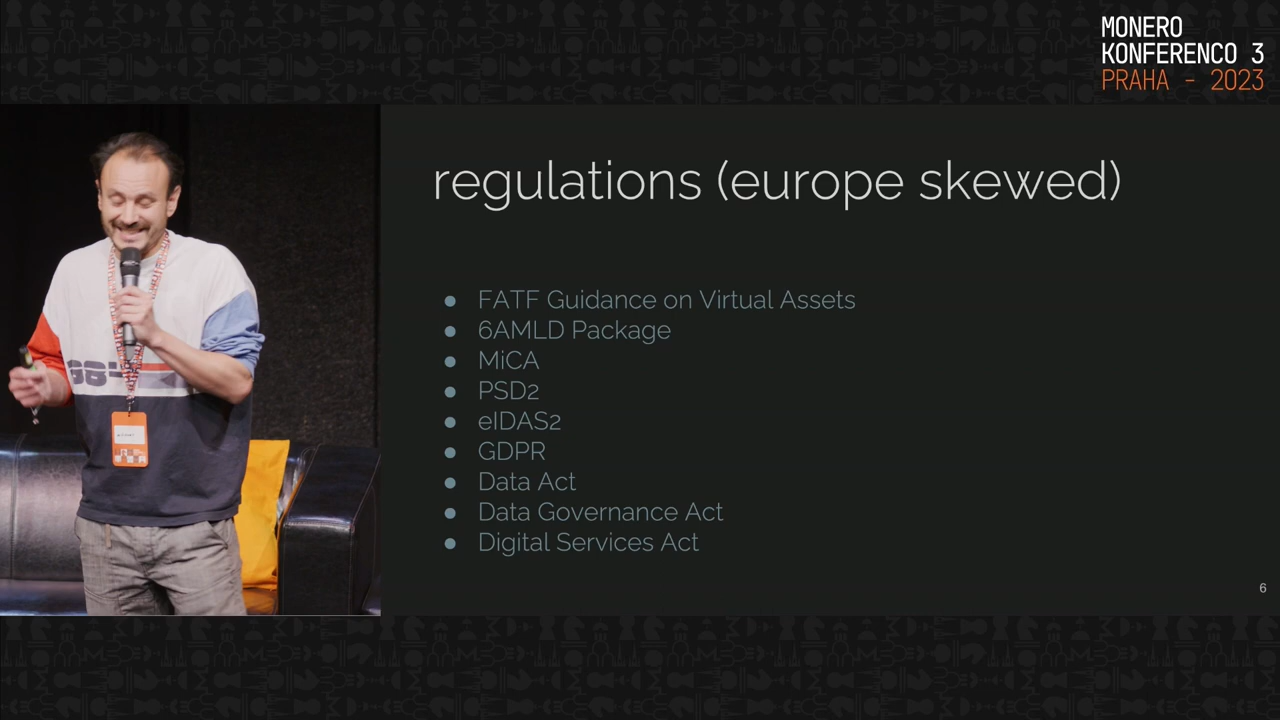 MONERO
KONFERENCO 3
PRAHA - 2023
regulations (europe skewed)
● FATF Guidance on Virtual Assets
● 6AMLD Package
● MiCA
● PSD2
● eIDAS2
● GDPR
● Data Act
● Data Governance Act
● Digital Services Act
6